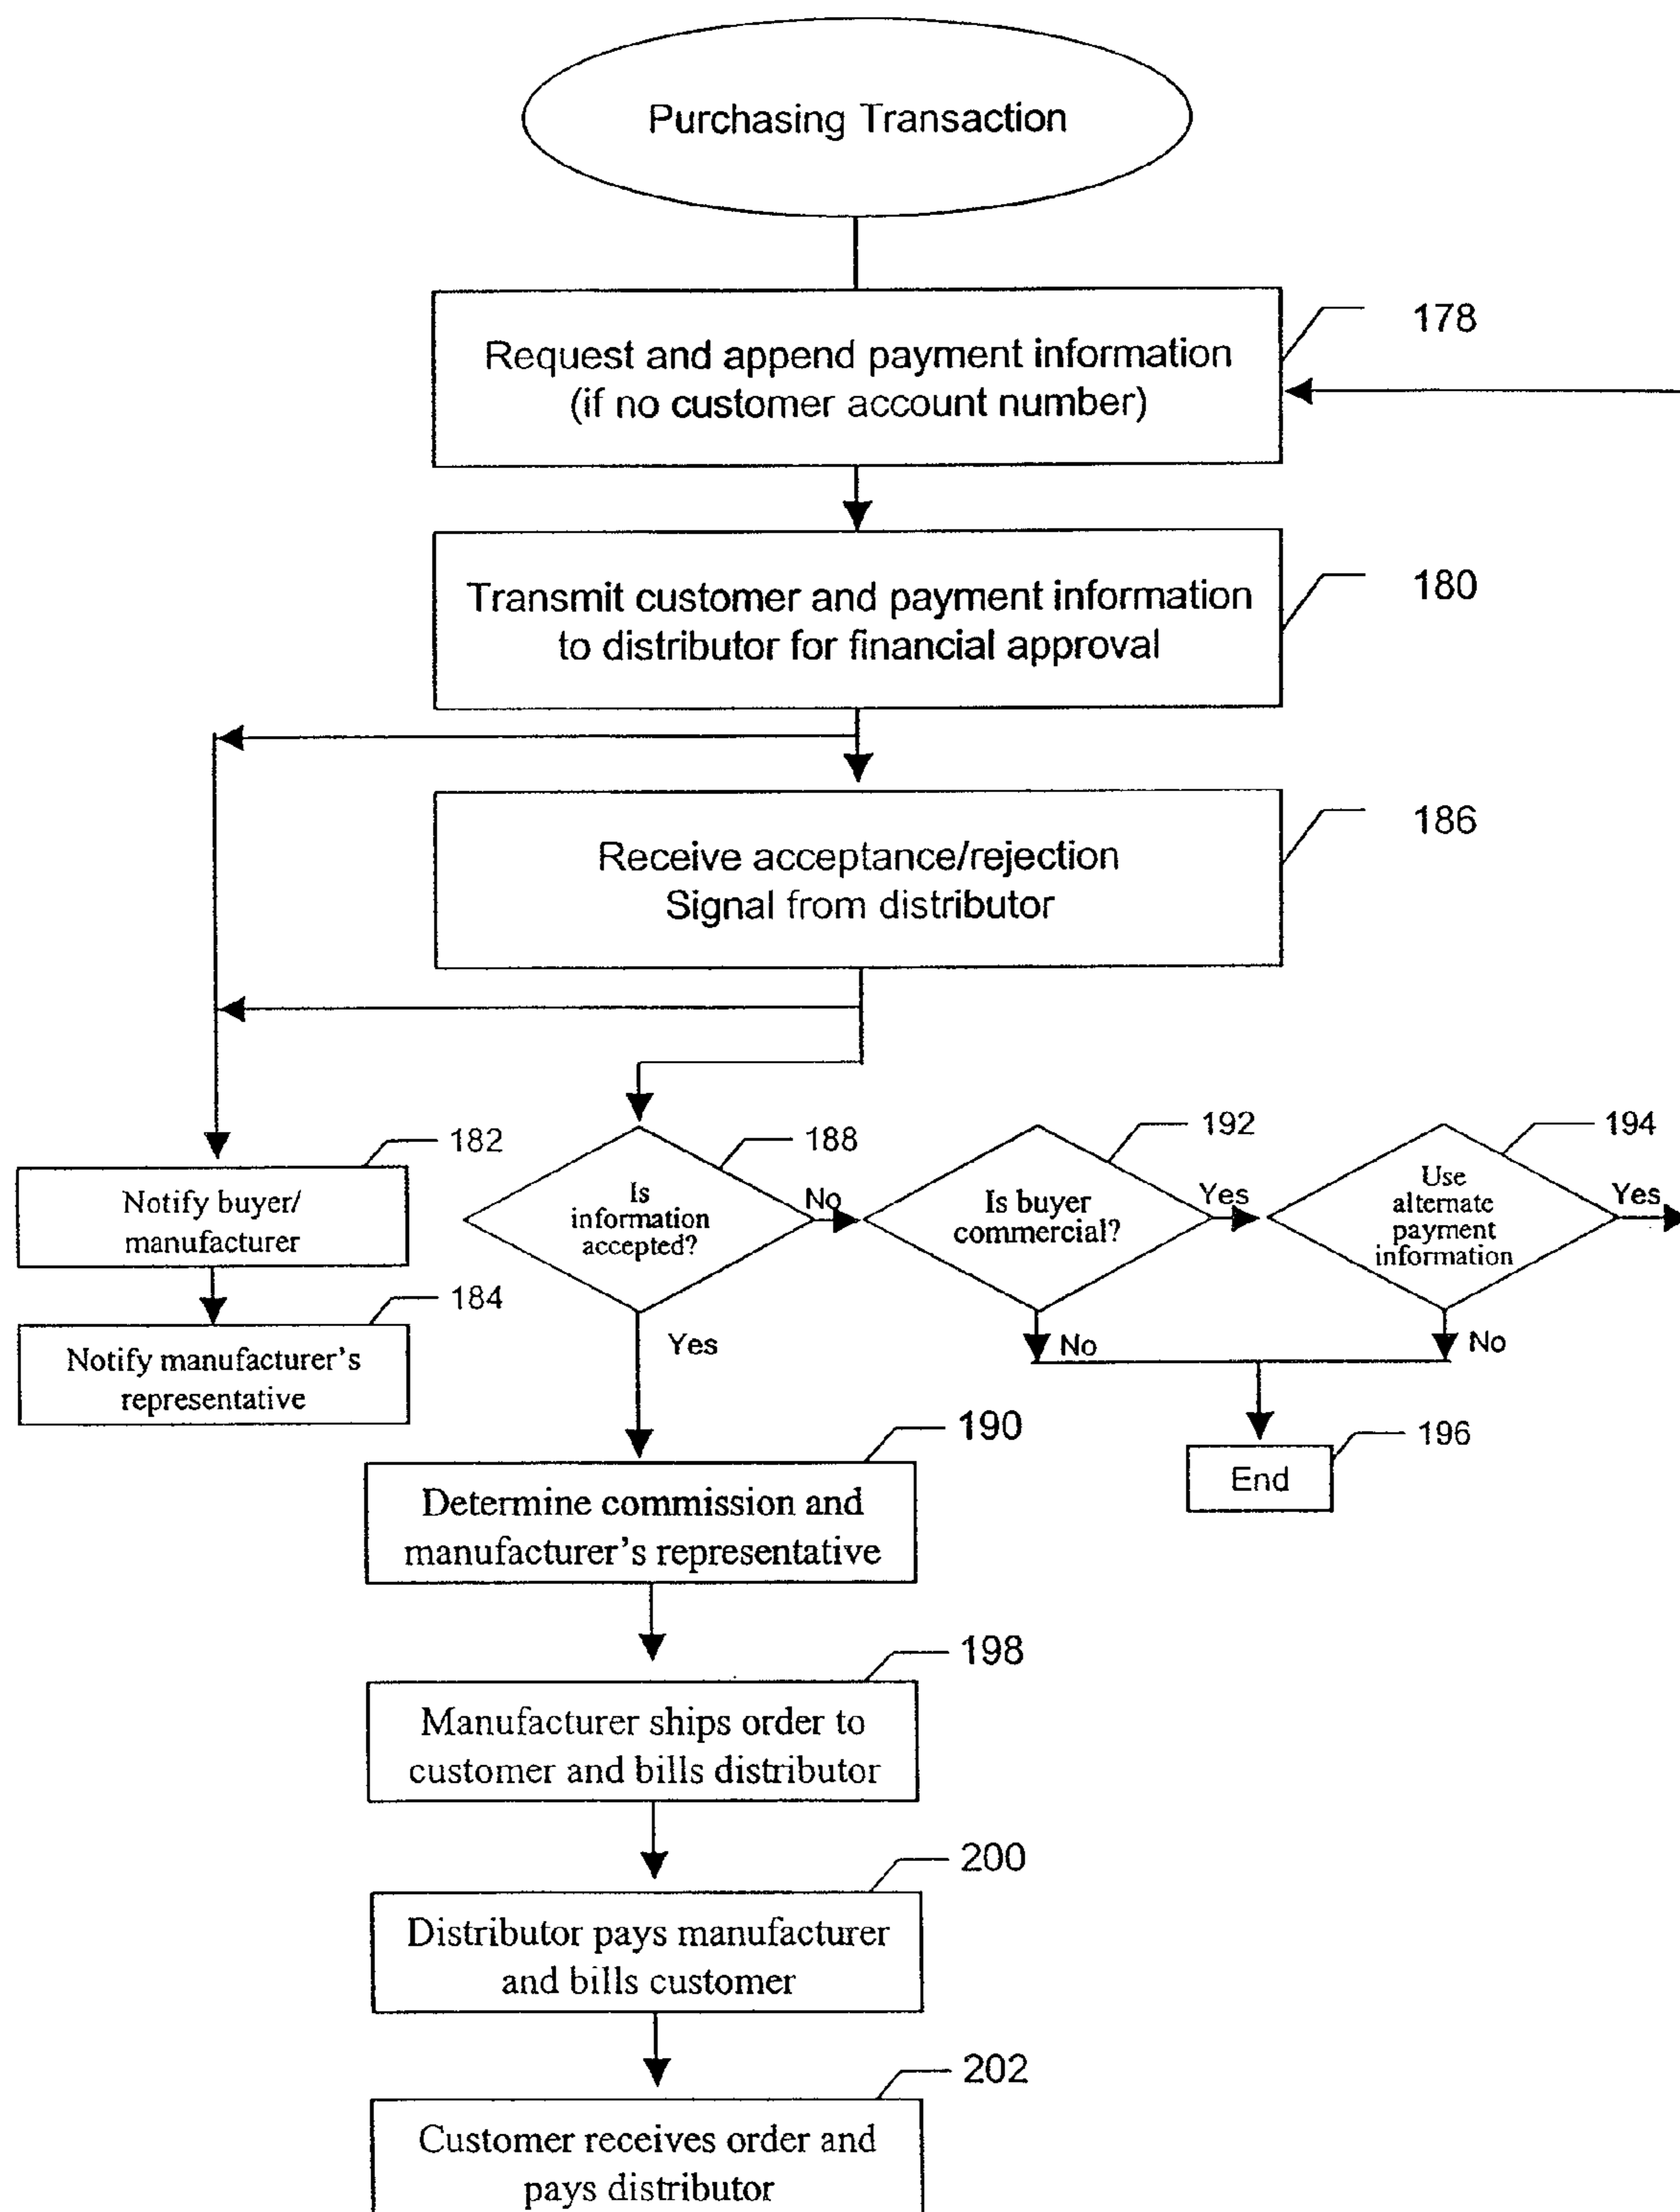 Purchasing Transaction
178
Request and append payment information
(if no customer account number)
180
Transmit customer and payment information
to distributor for financial approval
186
Receive acceptance/rejection
Signal from distributor
182
Notify buyer/
manufacturer
184
Notify manufacturer's
representative
188
Is
information
accepted?
No
Yes
192
Is buyer
commercial?
Yes
No
194
Use
alternate
payment
information
Yes
No
196
End
190
Determine commission and
manufacturer's representative
198
Manufacturer ships order to
customer and bills distributor
200
Distributor pays manufacturer
and bills customer
202
Customer receives order and
pays distributor